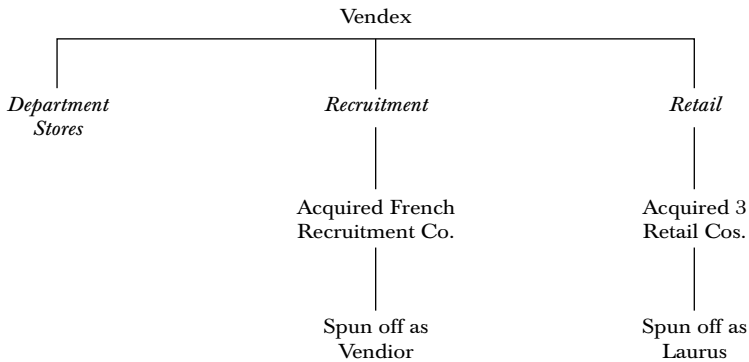 Vendex
Department
Stores
Recruitment
Retail
Acquired French
Recruitment Co.
Acquired 3
Retail Cos.
Spun off as
Vendior
Spun off as
Laurus